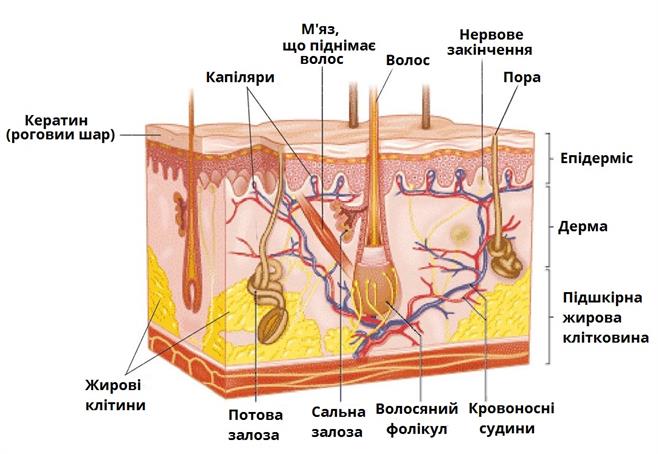 М'яз,
що піднімає
волос
Нервове
закінчення
Капіляри
Волос
Пора
Кератин
(роговии шар)
Епідерміс
Дерма
Підшкірна
жирова
клітковина
Жирові
клітини
Потова
залоза
Сальна
залоза
Волосяний
фолікул
Кровоносні
судини